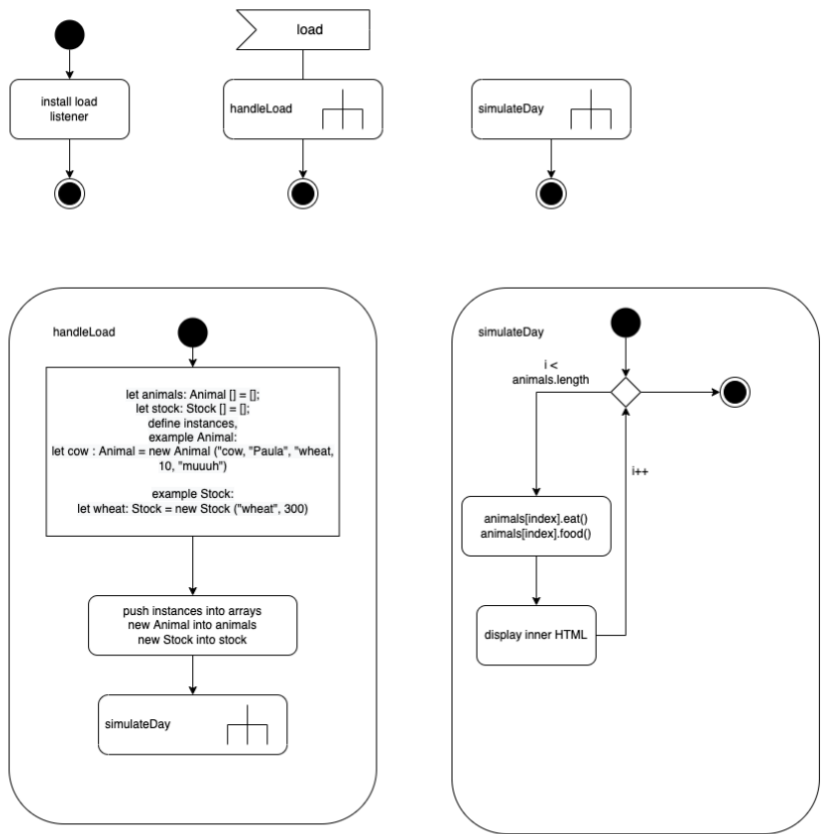 load
install load
listener
handleLoad
simulateDay
handleLoad
let animals: Animal [] = [];
let stock: Stock [] = [];
define instances,
example Animal:
let cow : Animal = new Animal ("cow, "Paula", "wheat,
10, "muuuh")
example Stock:
let wheat: Stock = new Stock ("wheat", 300)
push instances into arrays
new Animal into animals
new Stock into stock
simulateDay
simulateDay
i <
animals.length
i++
animals[index].eat()
animals[index].food()
display inner HTML